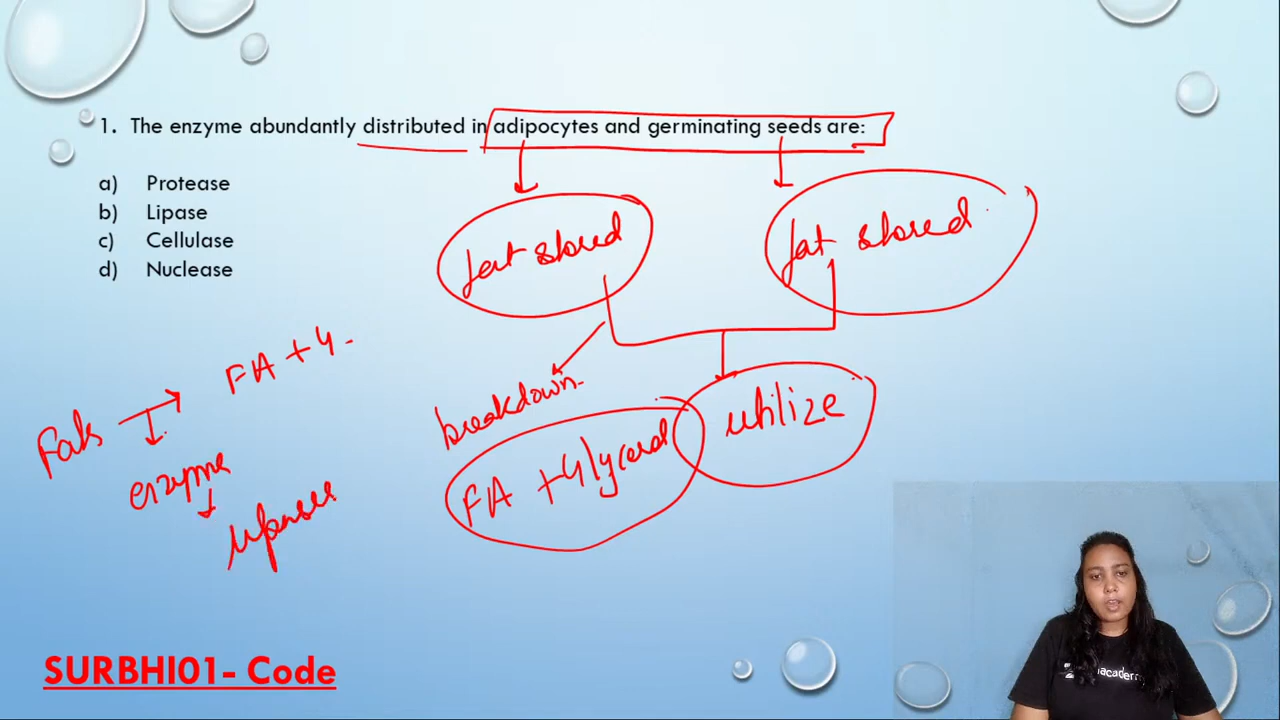 1. The enzyme abundantly distributed in adipocytes and germinating seeds are:
a) Protease
b) Lipase
c) Cellulase
d) Nuclease
fat stored
fat stored
breakdown
utilize
FA + Glycerol
Fats
FA + G
enzyme
lipases
SURBHI01- Code